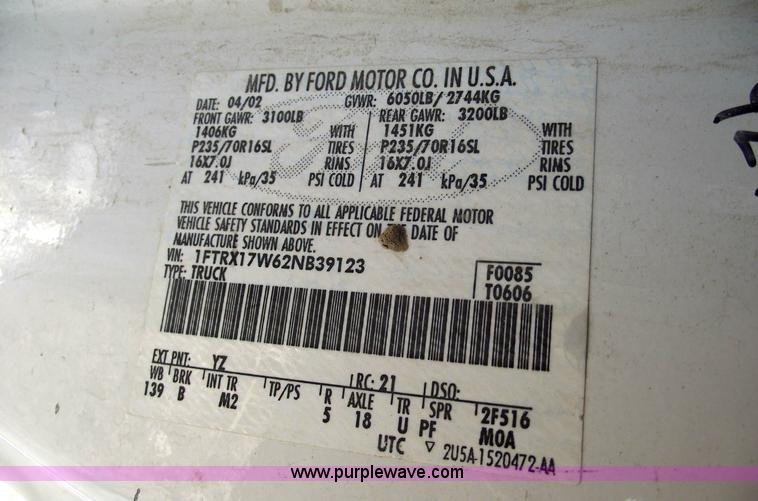 MFD. BY FORD MOTOR CO. IN U.S.A.
DATE: 04/02 GVWR: 6050LB/ 2744KG
FRONT GAWR: 3100LB REAR GAWR: 3200LB
1406KG WITH 1451KG WITH
P235/70R16SL TIRES P235/70R16SL TIRES
16X7.0J RIMS 16X7.0J RIMS
AT 241 kPa/35 PSI COLD AT 241 kPa/35 PSI COLD
THIS VEHICLE CONFORMS TO ALL APPLICABLE FEDERAL MOTOR
VEHICLE SAFETY STANDARDS IN EFFECT ON THE DATE OF
MANUFACTURE SHOWN ABOVE.
VIN: 1FTRX17W62NB39123 F0085
TYPE: TRUCK T0606
EXT PNT: YZ RC: 21 DSO:
WB BRK INT TR TP/PS R AXLE TR SPR 2F516
139 B M2 5 18 U PF MOA
UTC ▽ 2U5A-1520472-AA
www.purplewave.com